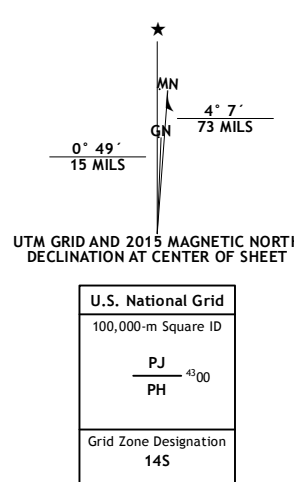 ★
MN
GN
4° 7´
73 MILS
0° 49´
15 MILS
UTM GRID AND 2015 MAGNETIC NORTH
DECLINATION AT CENTER OF SHEET
U.S. National Grid
100,000-m Square ID
PJ
4300
PH
Grid Zone Designation
14S